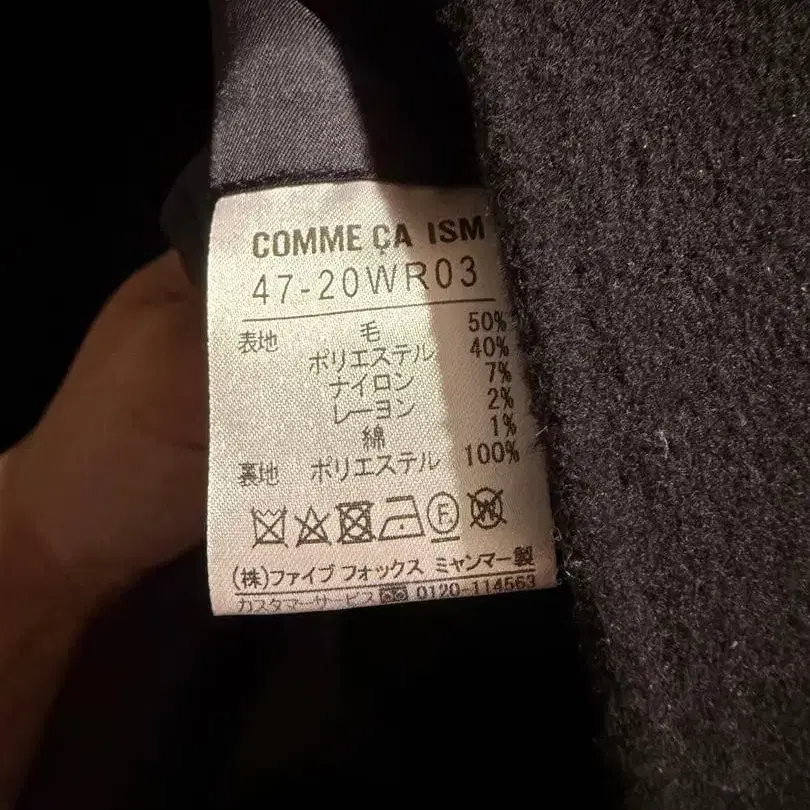 COMME ÇA ISM
47-20WR03
表地 毛 50%
ポリエステル 40%
ナイロン 7%
レーヨン 2%
綿 1%
裏地 ポリエステル 100%
F W
(株)ファイブ フォックス ミャンマー製
カスタマーサービス 0120-114563